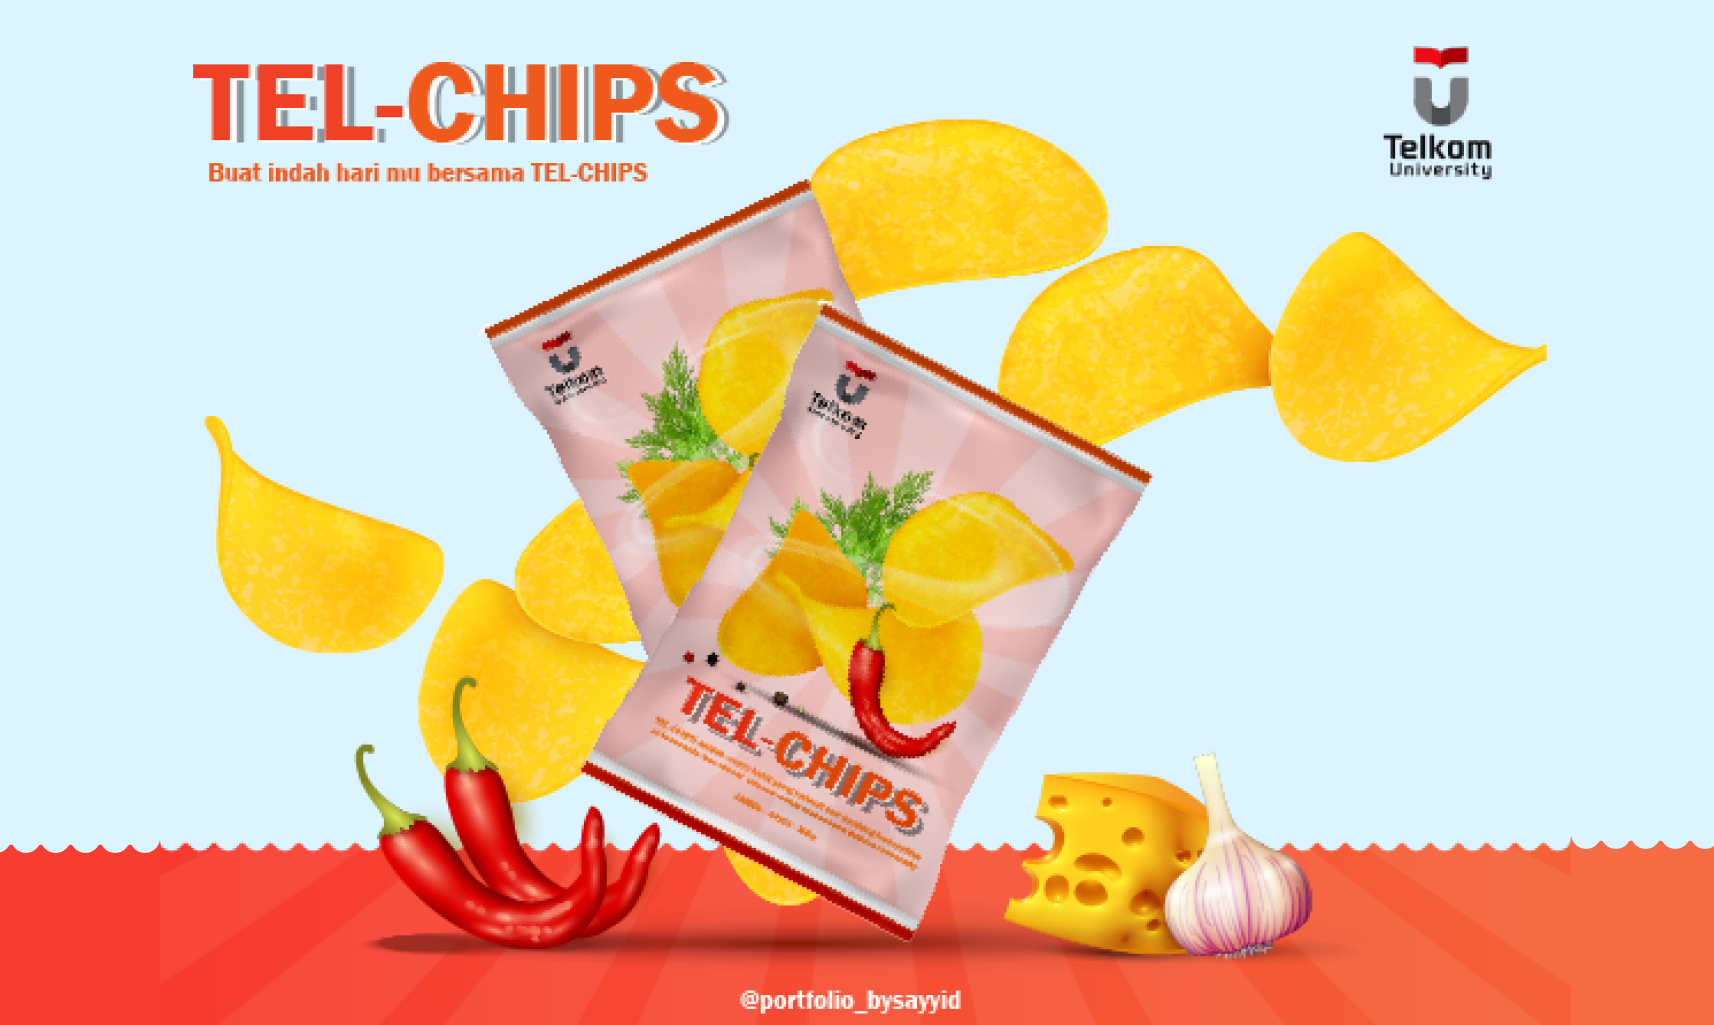 TEL-CHIPS
Buat indah hari mu bersama TEL-CHIPS
Telkom
University
Telkom
Telkom
TEL-CHIPS
@portfolio_bysayyid